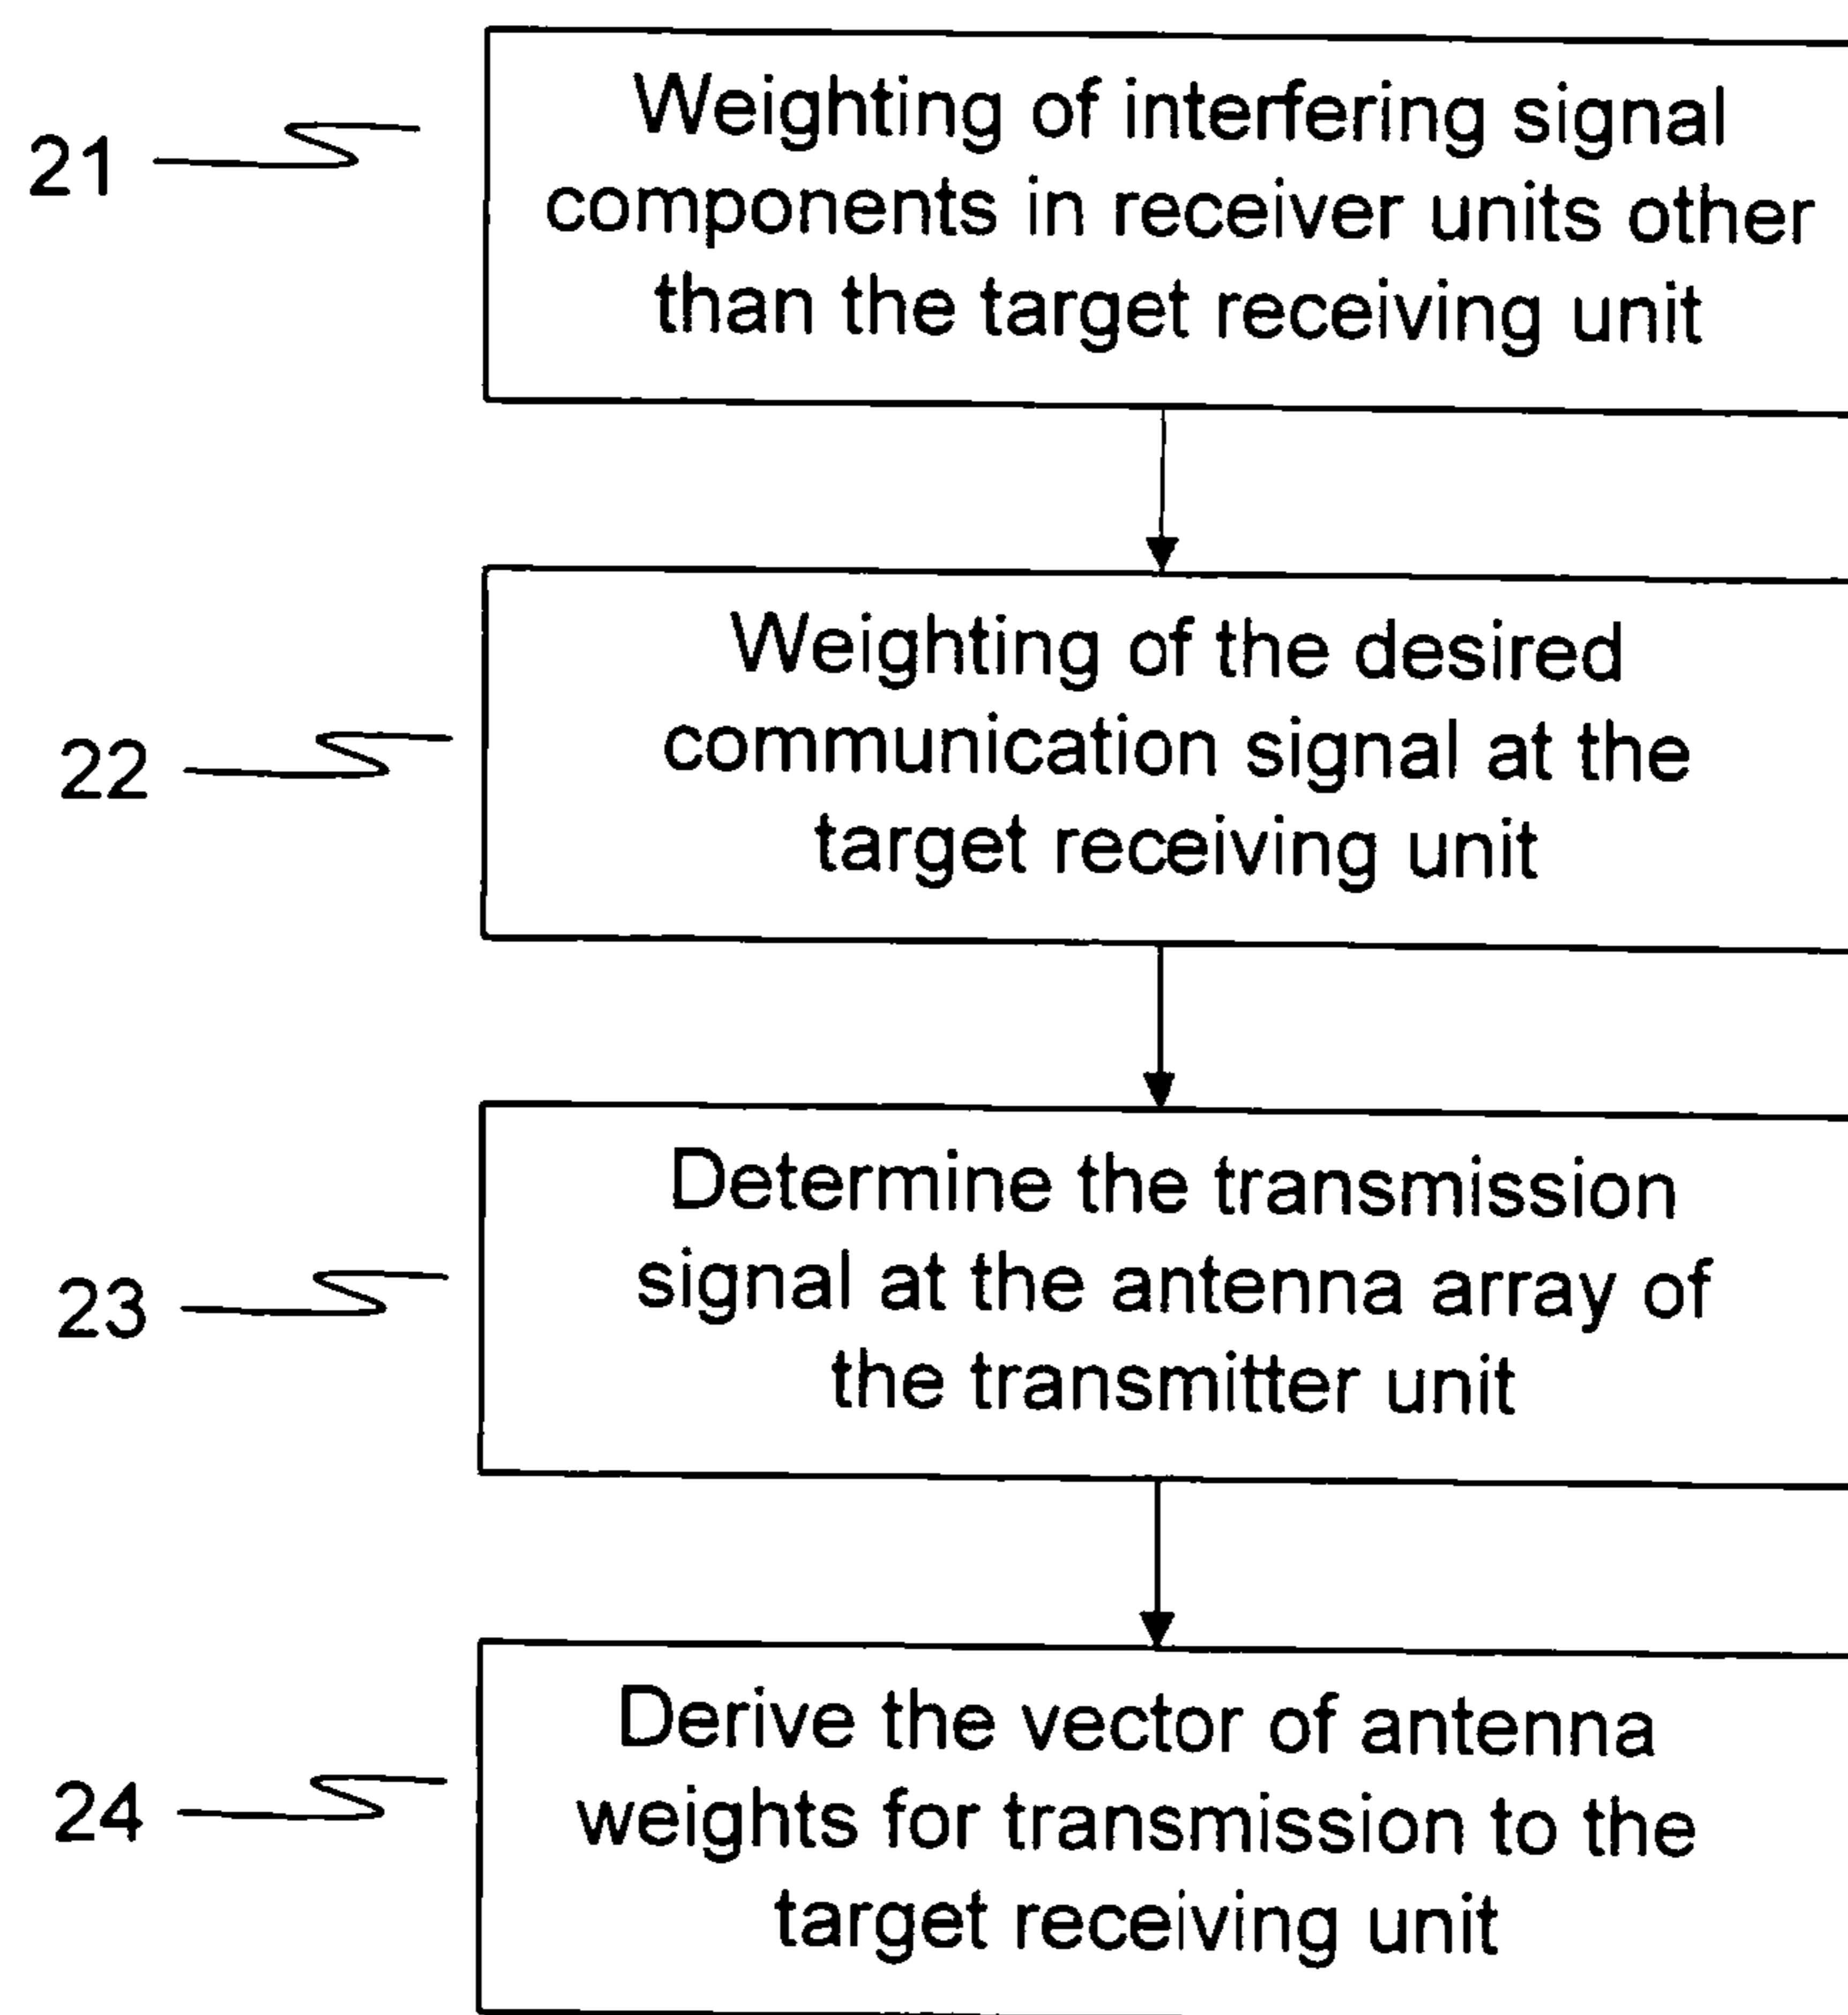 21
Weighting of interfering signal
components in receiver units other
than the target receiving unit
22
Weighting of the desired
communication signal at the
target receiving unit
23
Determine the transmission
signal at the antenna array of
the transmitter unit
24
Derive the vector of antenna
weights for transmission to the
target receiving unit